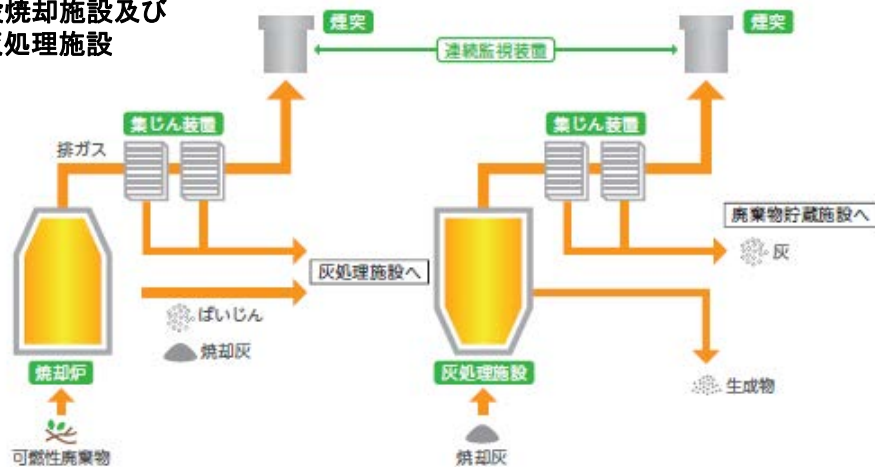 焼却施設及び
処理施設
煙突
連続監視装置
煙突
集じん装置
集じん装置
排ガス
廃棄物貯蔵施設へ
灰
灰処理施設へ
ばいじん
焼却灰
焼却炉
灰処理施設
生成物
可燃性廃棄物
焼却灰